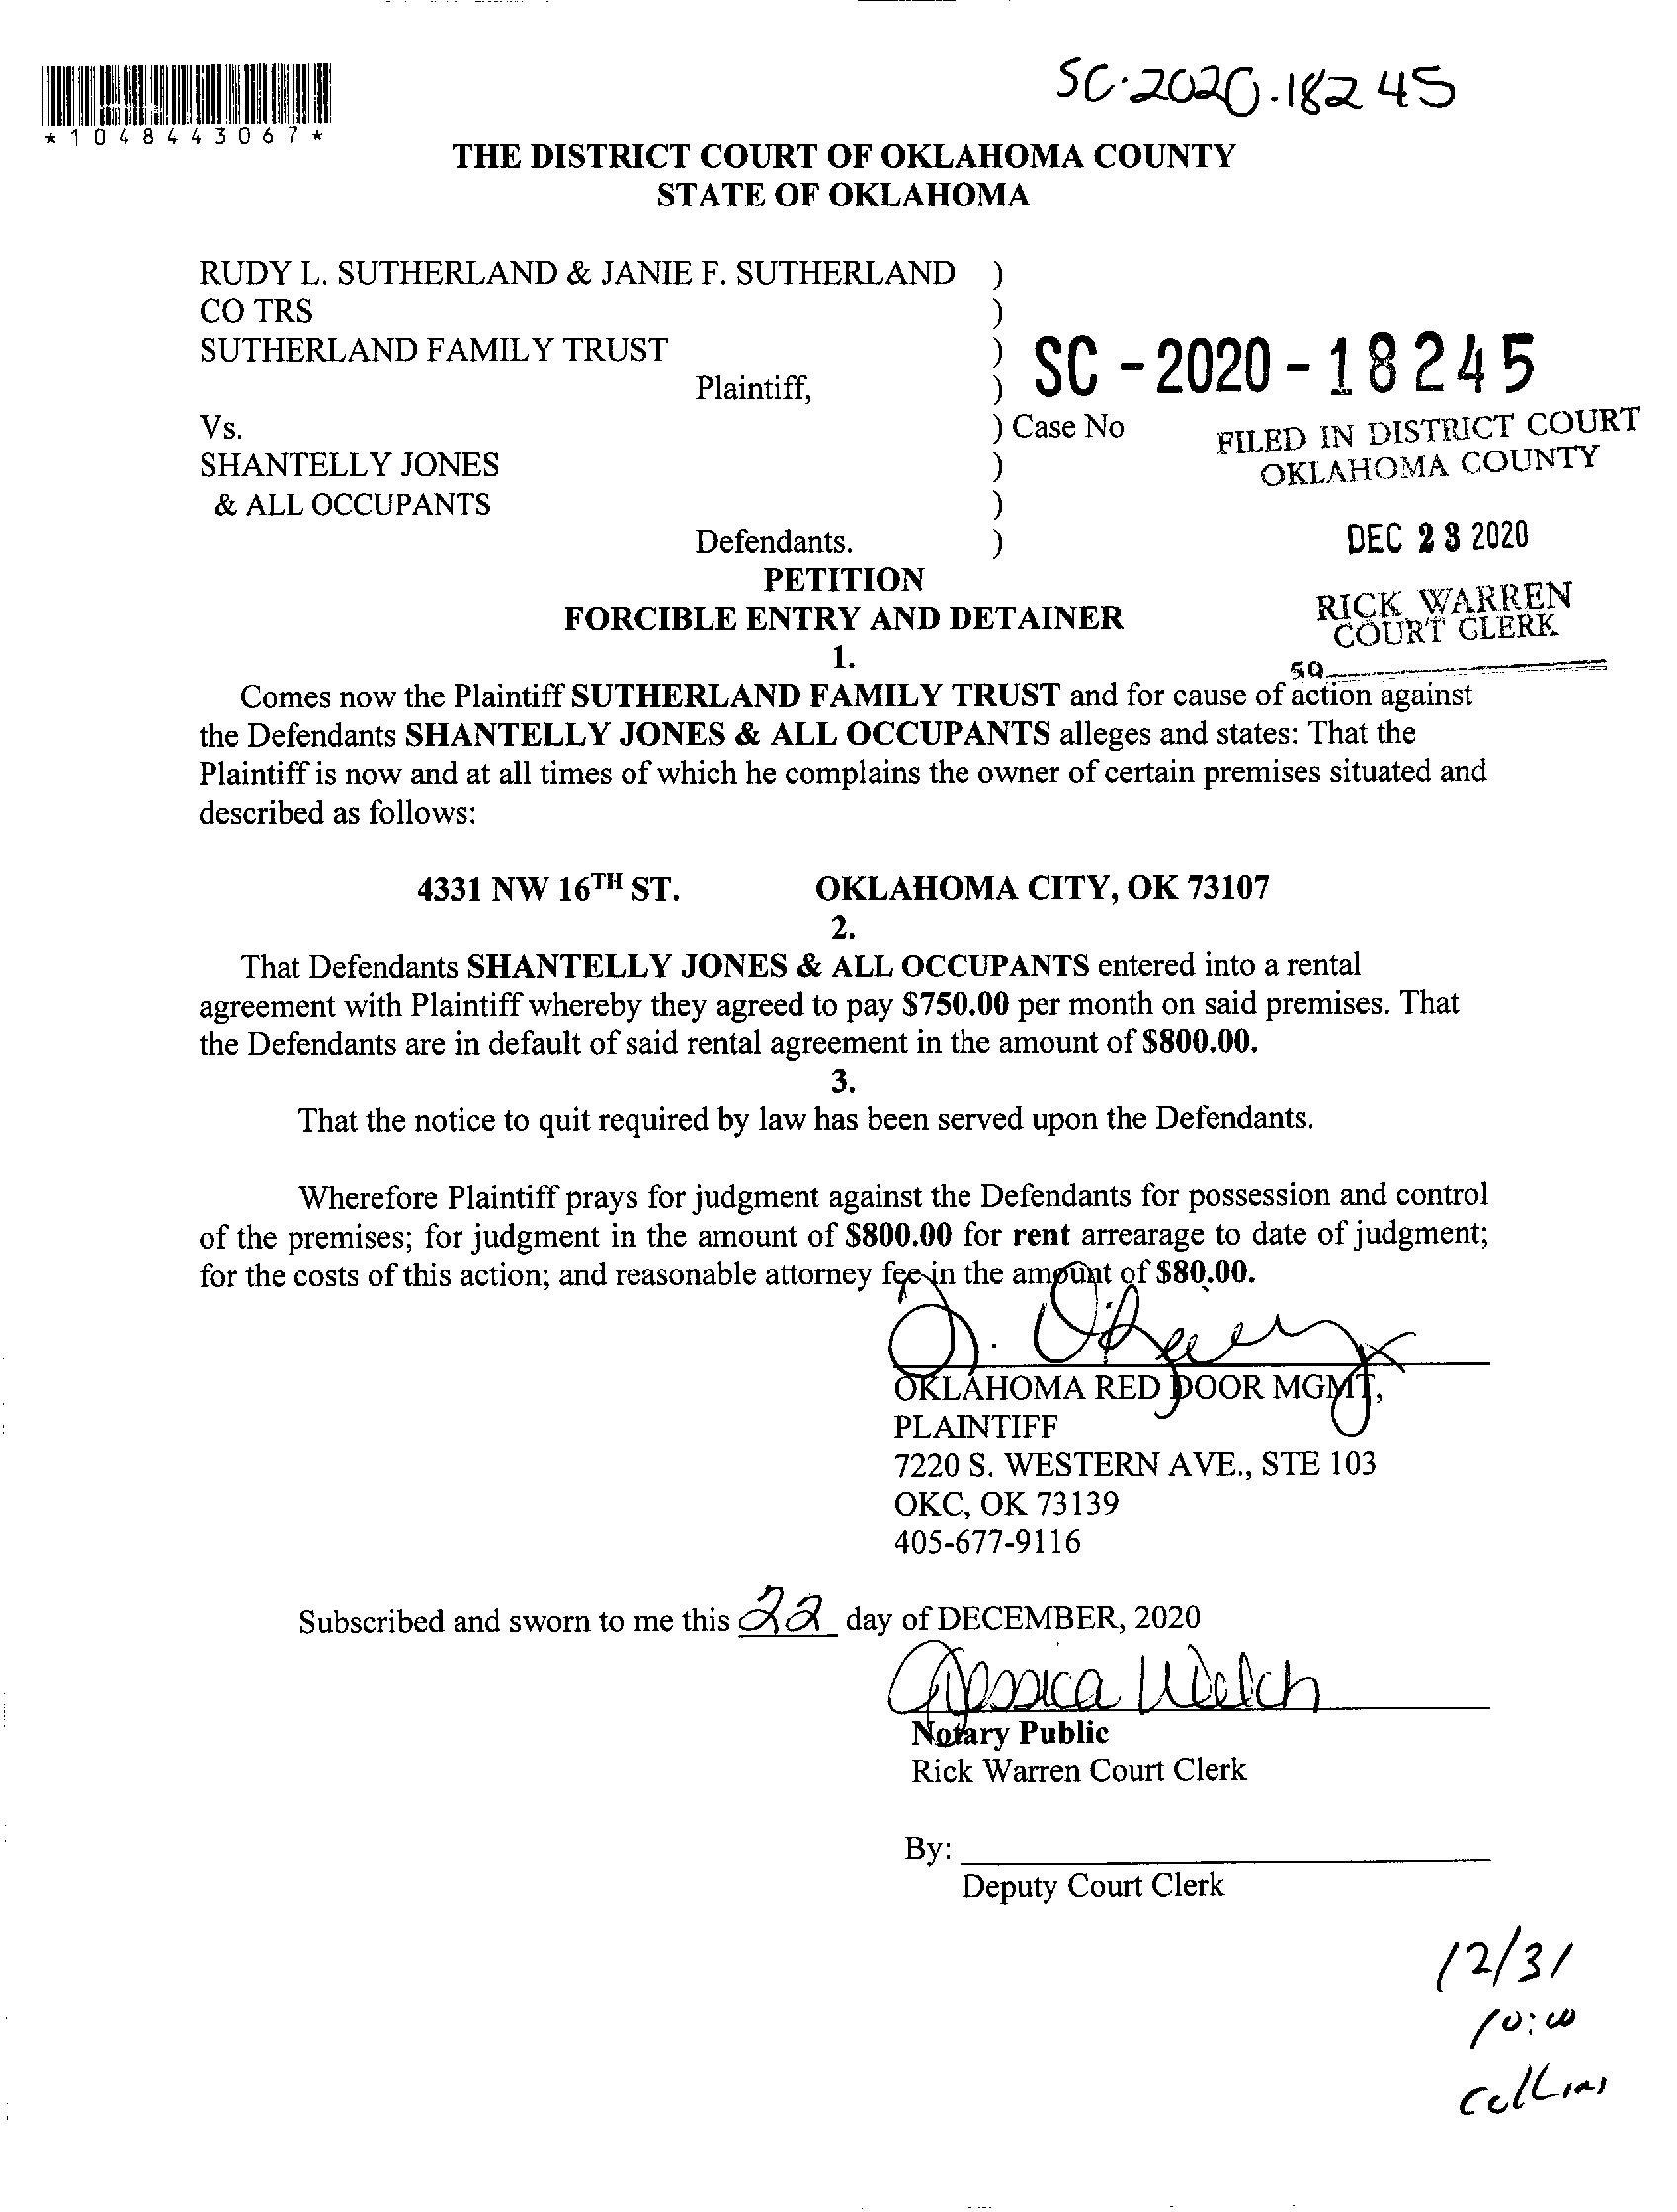 SC-2020-18245
*1048443067*
THE DISTRICT COURT OF OKLAHOMA COUNTY
STATE OF OKLAHOMA
RUDY L. SUTHERLAND & JANIE F. SUTHERLAND )
CO TRS )
SUTHERLAND FAMILY TRUST )
Plaintiff, ) SC-2020-18245
Vs. ) Case No FILED IN DISTRICT COURT
SHANTELLY JONES ) OKLAHOMA COUNTY
& ALL OCCUPANTS )
Defendants. ) DEC 23 2020
PETITION
FORCIBLE ENTRY AND DETAINER
RICK WARREN
COURT CLERK
1.
Comes now the Plaintiff SUTHERLAND FAMILY TRUST and for cause of action against
the Defendants SHANTELLY JONES & ALL OCCUPANTS alleges and states: That the
Plaintiff is now and at all times of which he complains the owner of certain premises situated and
described as follows:
4331 NW 16TH ST. OKLAHOMA CITY, OK 73107
2.
That Defendants SHANTELLY JONES & ALL OCCUPANTS entered into a rental
agreement with Plaintiff whereby they agreed to pay $750.00 per month on said premises. That
the Defendants are in default of said rental agreement in the amount of $800.00.
3.
That the notice to quit required by law has been served upon the Defendants.
Wherefore Plaintiff prays for judgment against the Defendants for possession and control
of the premises; for judgment in the amount of $800.00 for rent arrearage to date of judgment;
for the costs of this action; and reasonable attorney fee in the amount of $80.00.
OKLAHOMA RED DOOR MGMT,
PLAINTIFF
7220 S. WESTERN AVE., STE 103
OKC, OK 73139
405-677-9116
Subscribed and sworn to me this 22 day of DECEMBER, 2020
Jessica Welch
Notary Public
Rick Warren Court Clerk
By:
Deputy Court Clerk
12/31
10:00
Collins